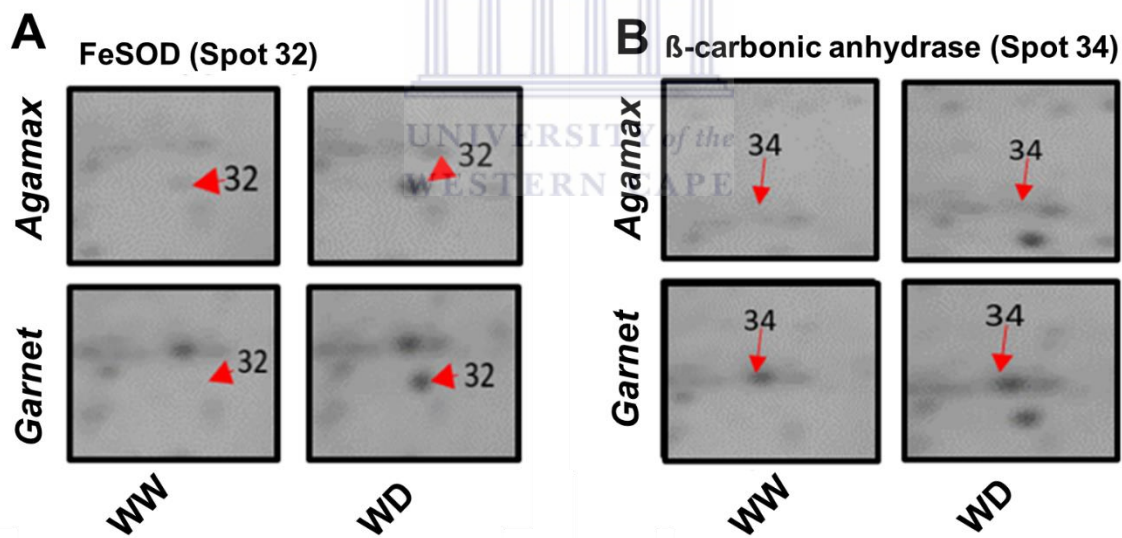 A FeSOD (Spot 32)
B ß-carbonic anhydrase (Spot 34)
UNIVERSITY of the
WESTERN CAPE
Agamax
32
32
Agamax
34
34
Garnet
32
32
Garnet
34
34
WW
WD
WW
WD